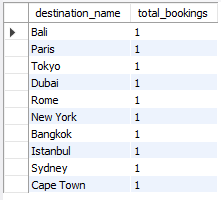 destination_name total_bookings
Bali 1
Paris 1
Tokyo 1
Dubai 1
Rome 1
New York 1
Bangkok 1
Istanbul 1
Sydney 1
Cape Town 1